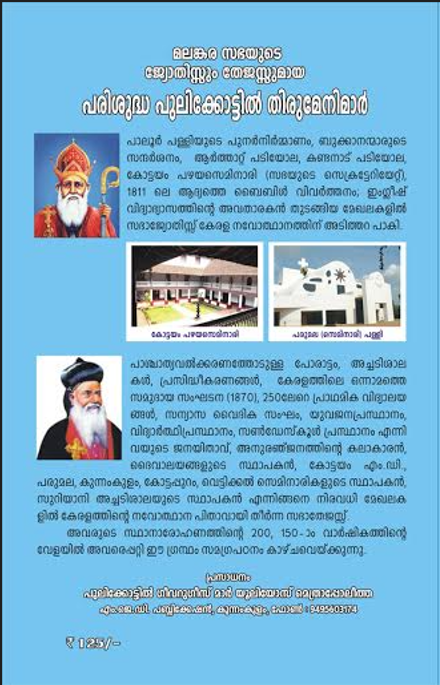 മലങ്കര സഭയുടെ
ജ്യോതിസ്സും തേജസ്സുമായ
പരിശുദ്ധ പുലിക്കോട്ടിൽ തിരുമേനിമാർ
പാലൂർ പള്ളിയുടെ പുനർനിർമ്മാണം, ബുക്കാനന്മാരുടെ
സന്ദർശനം, ആർത്താറ്റ് പടിയോല, കണ്ടനാട് പടിയോല,
കോട്ടയം പഴയസെമിനാരി (സഭയുടെ സെക്രട്ടേറിയേറ്റ്),
1811 ലെ ആദ്യത്തെ ബൈബിൾ വിവർത്തനം; ഇംഗ്ലീഷ്
വിദ്യാഭ്യാസത്തിന്റെ അവതാരകൻ തുടങ്ങിയ മേഖലകളിൽ
സഭാജ്യോതിസ്സ് കേരള നവോത്ഥാനത്തിന് അടിത്തറ പാകി.
കോട്ടയം പഴയസെമിനാരി
പരുമല (സെമിനാരി) പള്ളി
പാശ്ചാത്യവൽക്കരണത്തോടുള്ള പോരാട്ടം, അച്ചടിശാല
കൾ, പ്രസിദ്ധീകരണങ്ങൾ, കേരളത്തിലെ ഒന്നാമത്തെ
സമുദായ സംഘടന (1870), 250ലേറെ പ്രാഥമിക വിദ്യാലയ
ങ്ങൾ, സന്യാസ വൈദിക സംഘം, യുവജനപ്രസ്ഥാനം,
വിദ്യാർത്ഥിപ്രസ്ഥാനം, സൺഡേസ്കൂൾ പ്രസ്ഥാനം എന്നി
വയുടെ ജനയിതാവ്, അനുരഞ്ജനത്തിന്റെ കലാകാരൻ,
ദൈവാലയങ്ങളുടെ സ്ഥാപകൻ, കോട്ടയം എം.ഡി.,
പരുമല, കുന്നംകുളം, കോട്ടപ്പുറം, വെട്ടിക്കൽ സെമിനാരികളുടെ സ്ഥാപകൻ,
സുറിയാനി അച്ചടിശാലയുടെ സ്ഥാപകൻ എന്നിങ്ങനെ നിരവധി മേഖലക
ളിൽ കേരളത്തിന്റെ നവോത്ഥാന പിതാവായി തീർന്ന സഭാതേജസ്സ്.
അവരുടെ സ്ഥാനാരോഹണത്തിന്റെ 200, 150-ാം വാർഷികത്തിന്റെ
വേളയിൽ അവരെപ്പറ്റി ഈ ഗ്രന്ഥം സമഗ്രപഠനം കാഴ്ചവെയ്ക്കുന്നു.
പ്രസാധനം
പുലിക്കോട്ടിൽ ഗീവറുഗീസ് മാർ യൂലിയോസ് മെത്രാപ്പോലീത്ത
എം.ജെ.ഡി. പബ്ലിക്കേഷൻ, കുന്നംകുളം, ഫോൺ : 9495603174
₹ 125/-